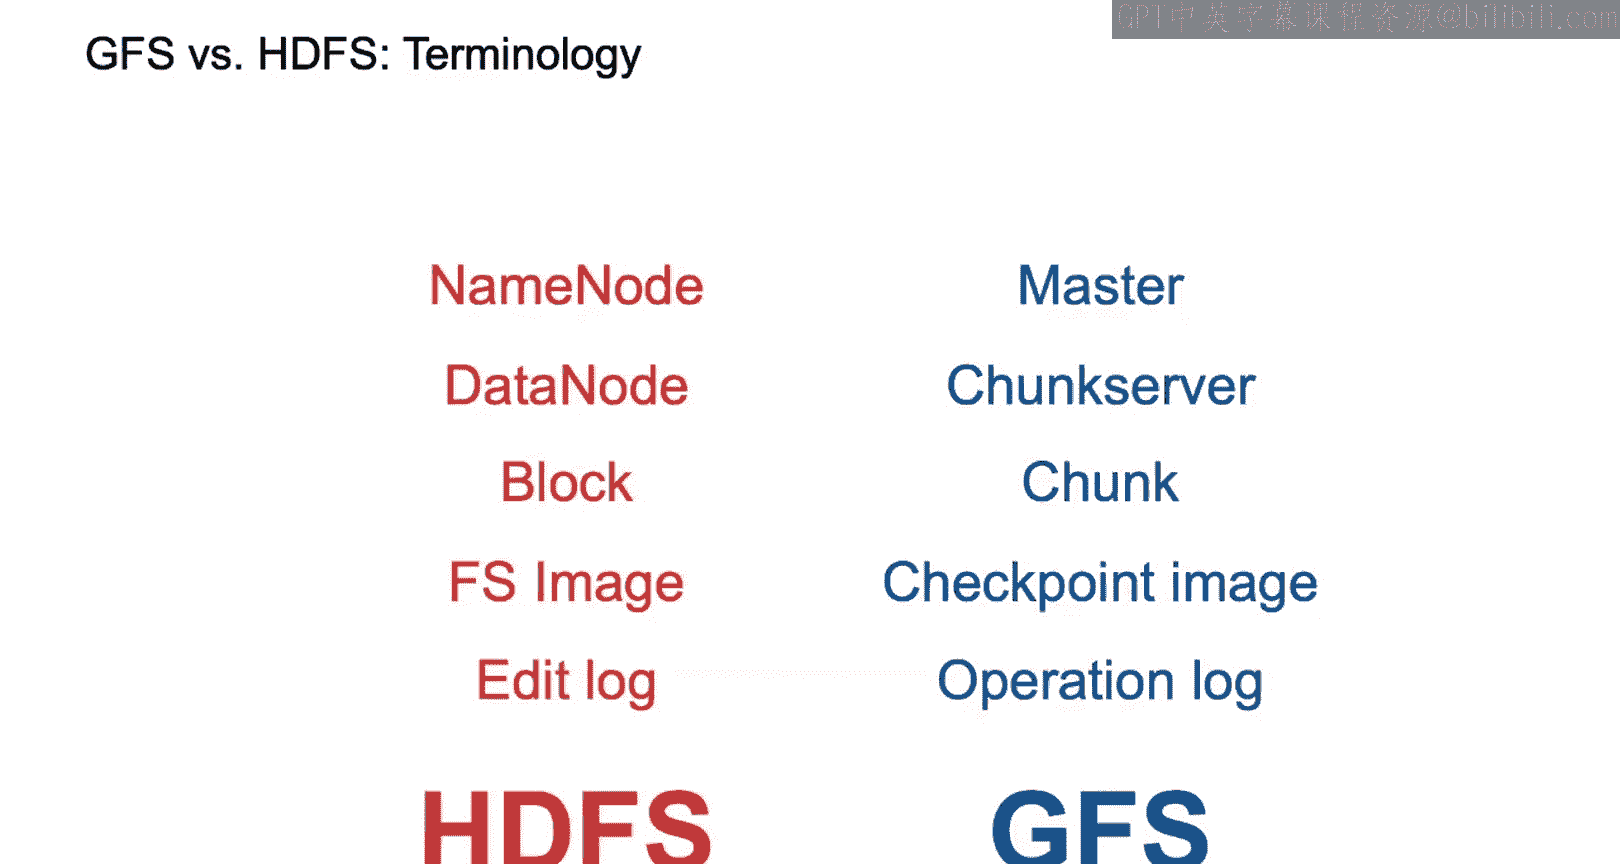 GPT中英字幕课程资源@bilibili.com
GFS vs. HDFS: Terminology
NameNode Master
DataNode Chunkserver
Block Chunk
FS Image Checkpoint image
Edit log Operation log
HDFS GFS